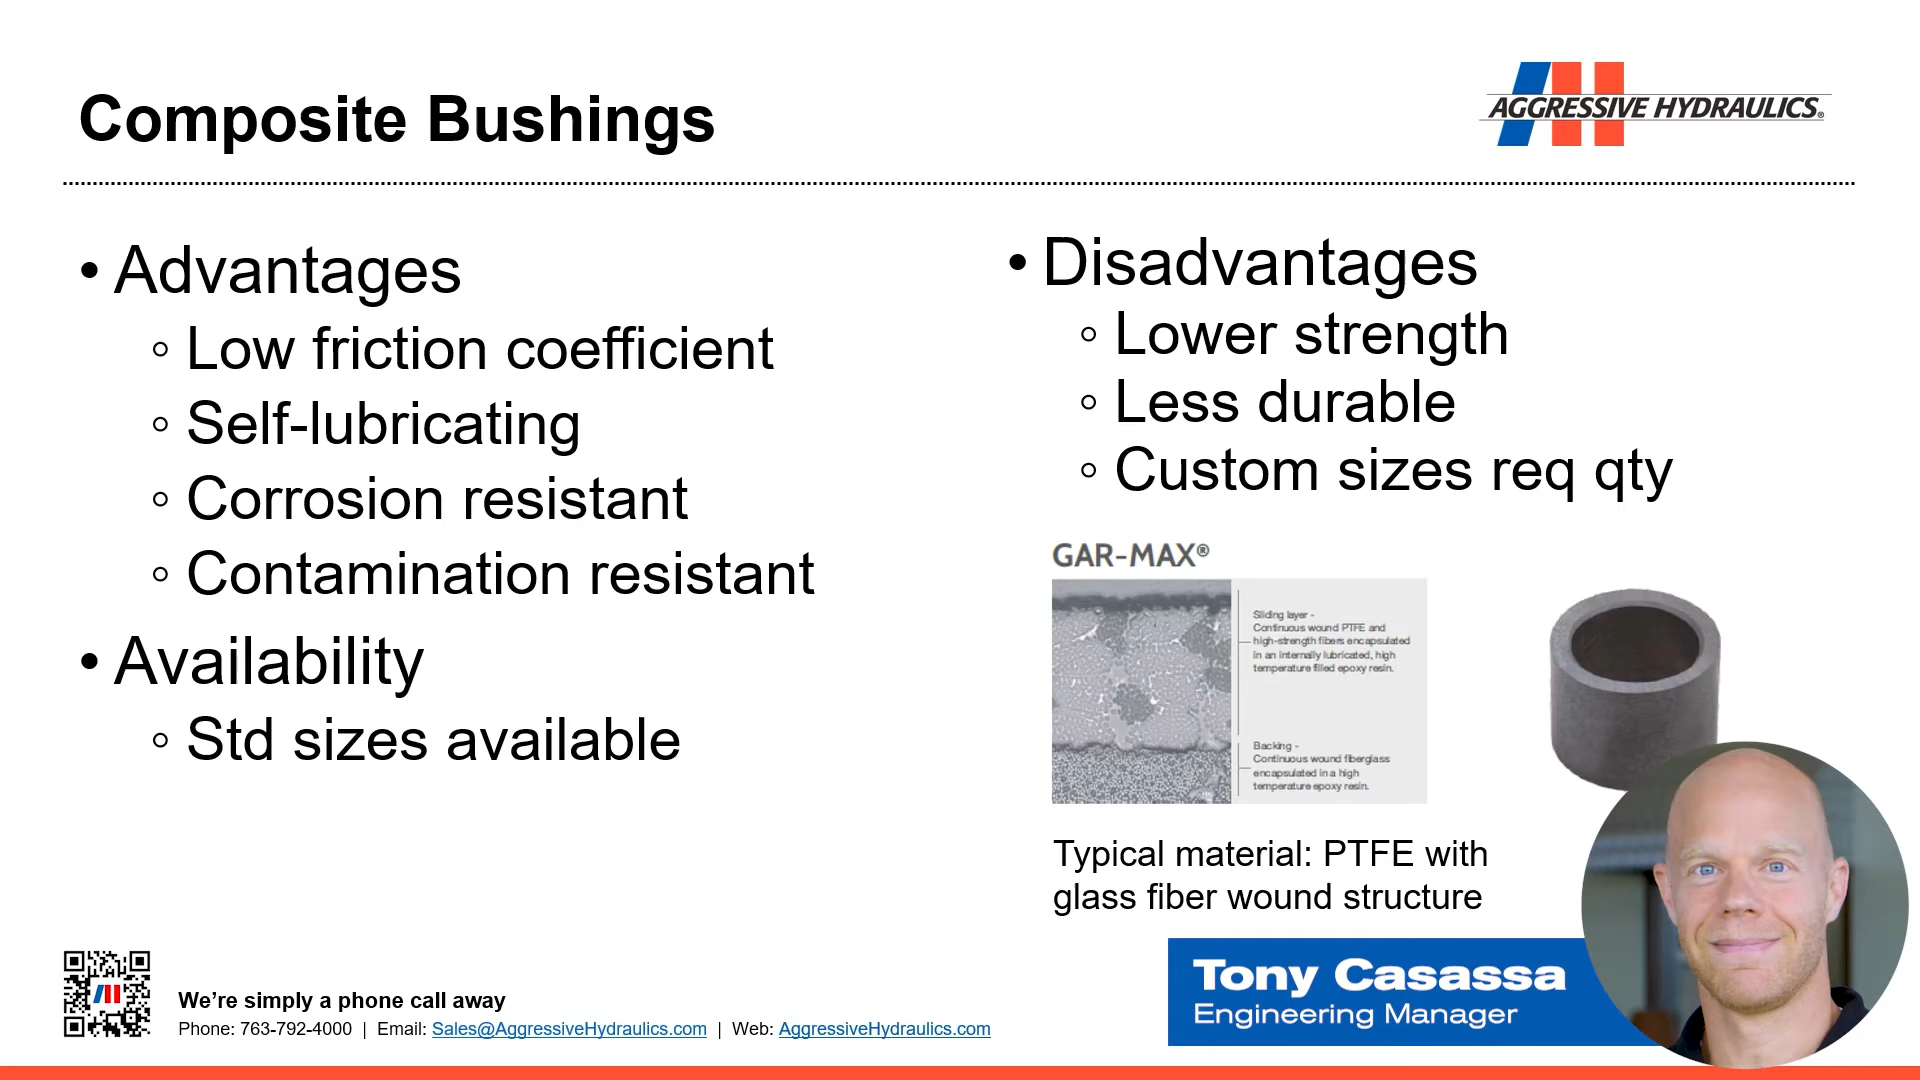 Composite Bushings
AGGRESSIVE HYDRAULICS®
• Advantages
◦ Low friction coefficient
◦ Self-lubricating
◦ Corrosion resistant
◦ Contamination resistant
• Availability
◦ Std sizes available
• Disadvantages
◦ Lower strength
◦ Less durable
◦ Custom sizes req qty
GAR-MAX®
Sliding layer -
Continuous wound PTFE and
high-strength fibers encapsulated
in an internally lubricated, high
temperature filled epoxy resin.
Backing -
Continuous wound fiberglass
encapsulated in a high
temperature epoxy resin.
Typical material: PTFE with
glass fiber wound structure
Tony Casassa
Engineering Manager
We’re simply a phone call away
Phone: 763-792-4000 | Email: Sales@AggressiveHydraulics.com | Web: AggressiveHydraulics.com